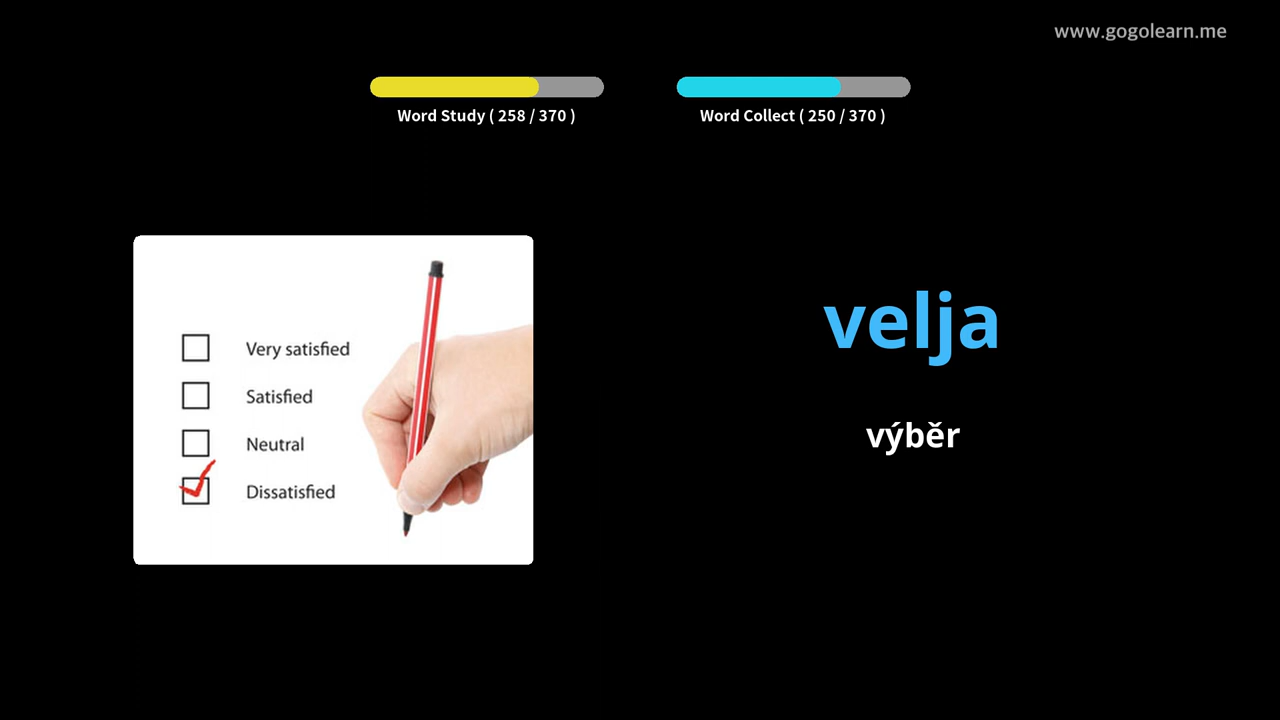 www.gogolearn.me
Word Study ( 258 / 370 )
Word Collect ( 250 / 370 )
Very satisfied
Satisfied
Neutral
Dissatisfied
velja
výběr